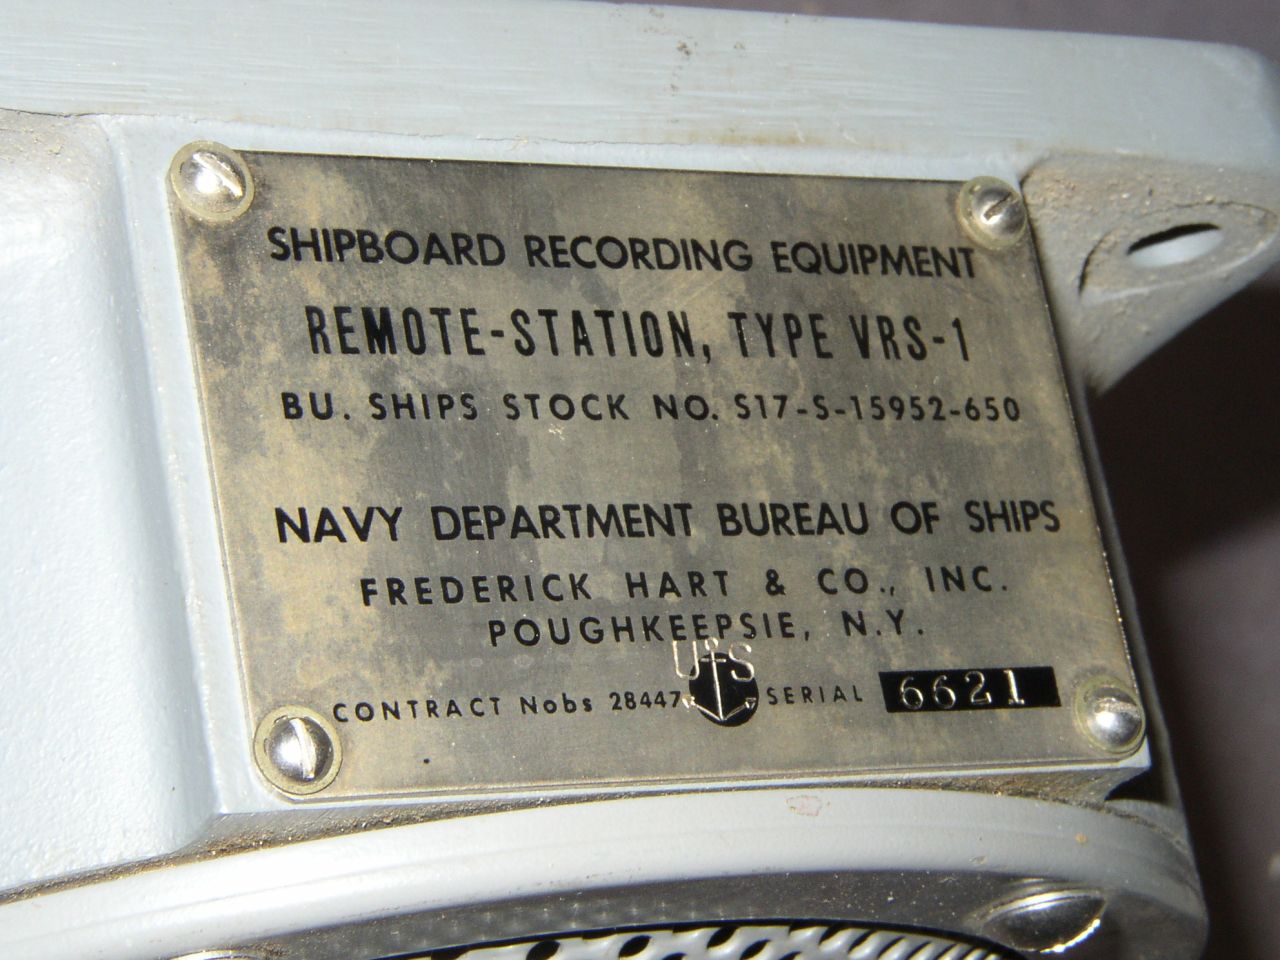 SHIPBOARD RECORDING EQUIPMENT
REMOTE-STATION, TYPE VRS-1
BU. SHIPS STOCK NO. S17-S-15952-650
NAVY DEPARTMENT BUREAU OF SHIPS
FREDERICK HART & CO., INC.
POUGHKEEPSIE, N.Y.
US
CONTRACT Nobs 28447 SERIAL 6621